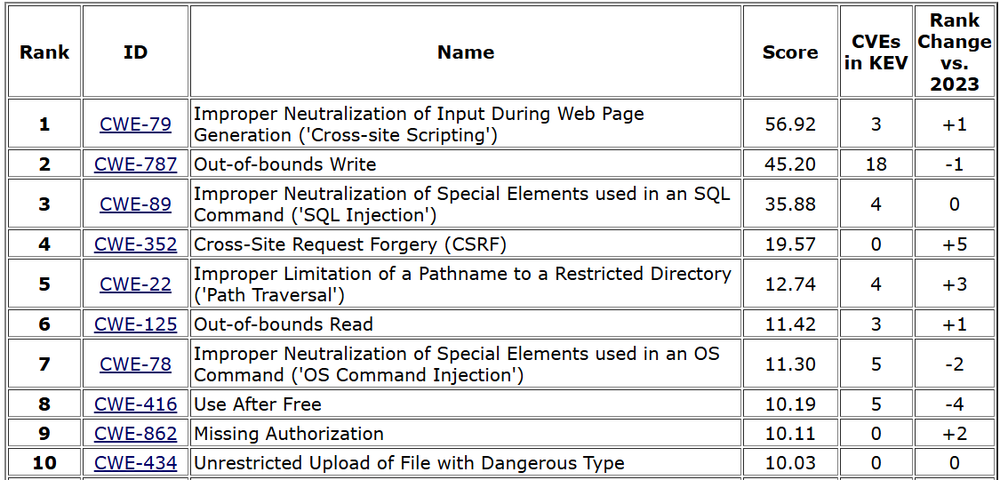 Rank ID Name Score CVEs in KEV Rank Change vs. 2023
1 CWE-79 Improper Neutralization of Input During Web Page
Generation ('Cross-site Scripting') 56.92 3 +1
2 CWE-787 Out-of-bounds Write 45.20 18 -1
3 CWE-89 Improper Neutralization of Special Elements used in an SQL
Command ('SQL Injection') 35.88 4 0
4 CWE-352 Cross-Site Request Forgery (CSRF) 19.57 0 +5
5 CWE-22 Improper Limitation of a Pathname to a Restricted Directory
('Path Traversal') 12.74 4 +3
6 CWE-125 Out-of-bounds Read 11.42 3 +1
7 CWE-78 Improper Neutralization of Special Elements used in an OS
Command ('OS Command Injection') 11.30 5 -2
8 CWE-416 Use After Free 10.19 5 -4
9 CWE-862 Missing Authorization 10.11 0 +2
10 CWE-434 Unrestricted Upload of File with Dangerous Type 10.03 0 0